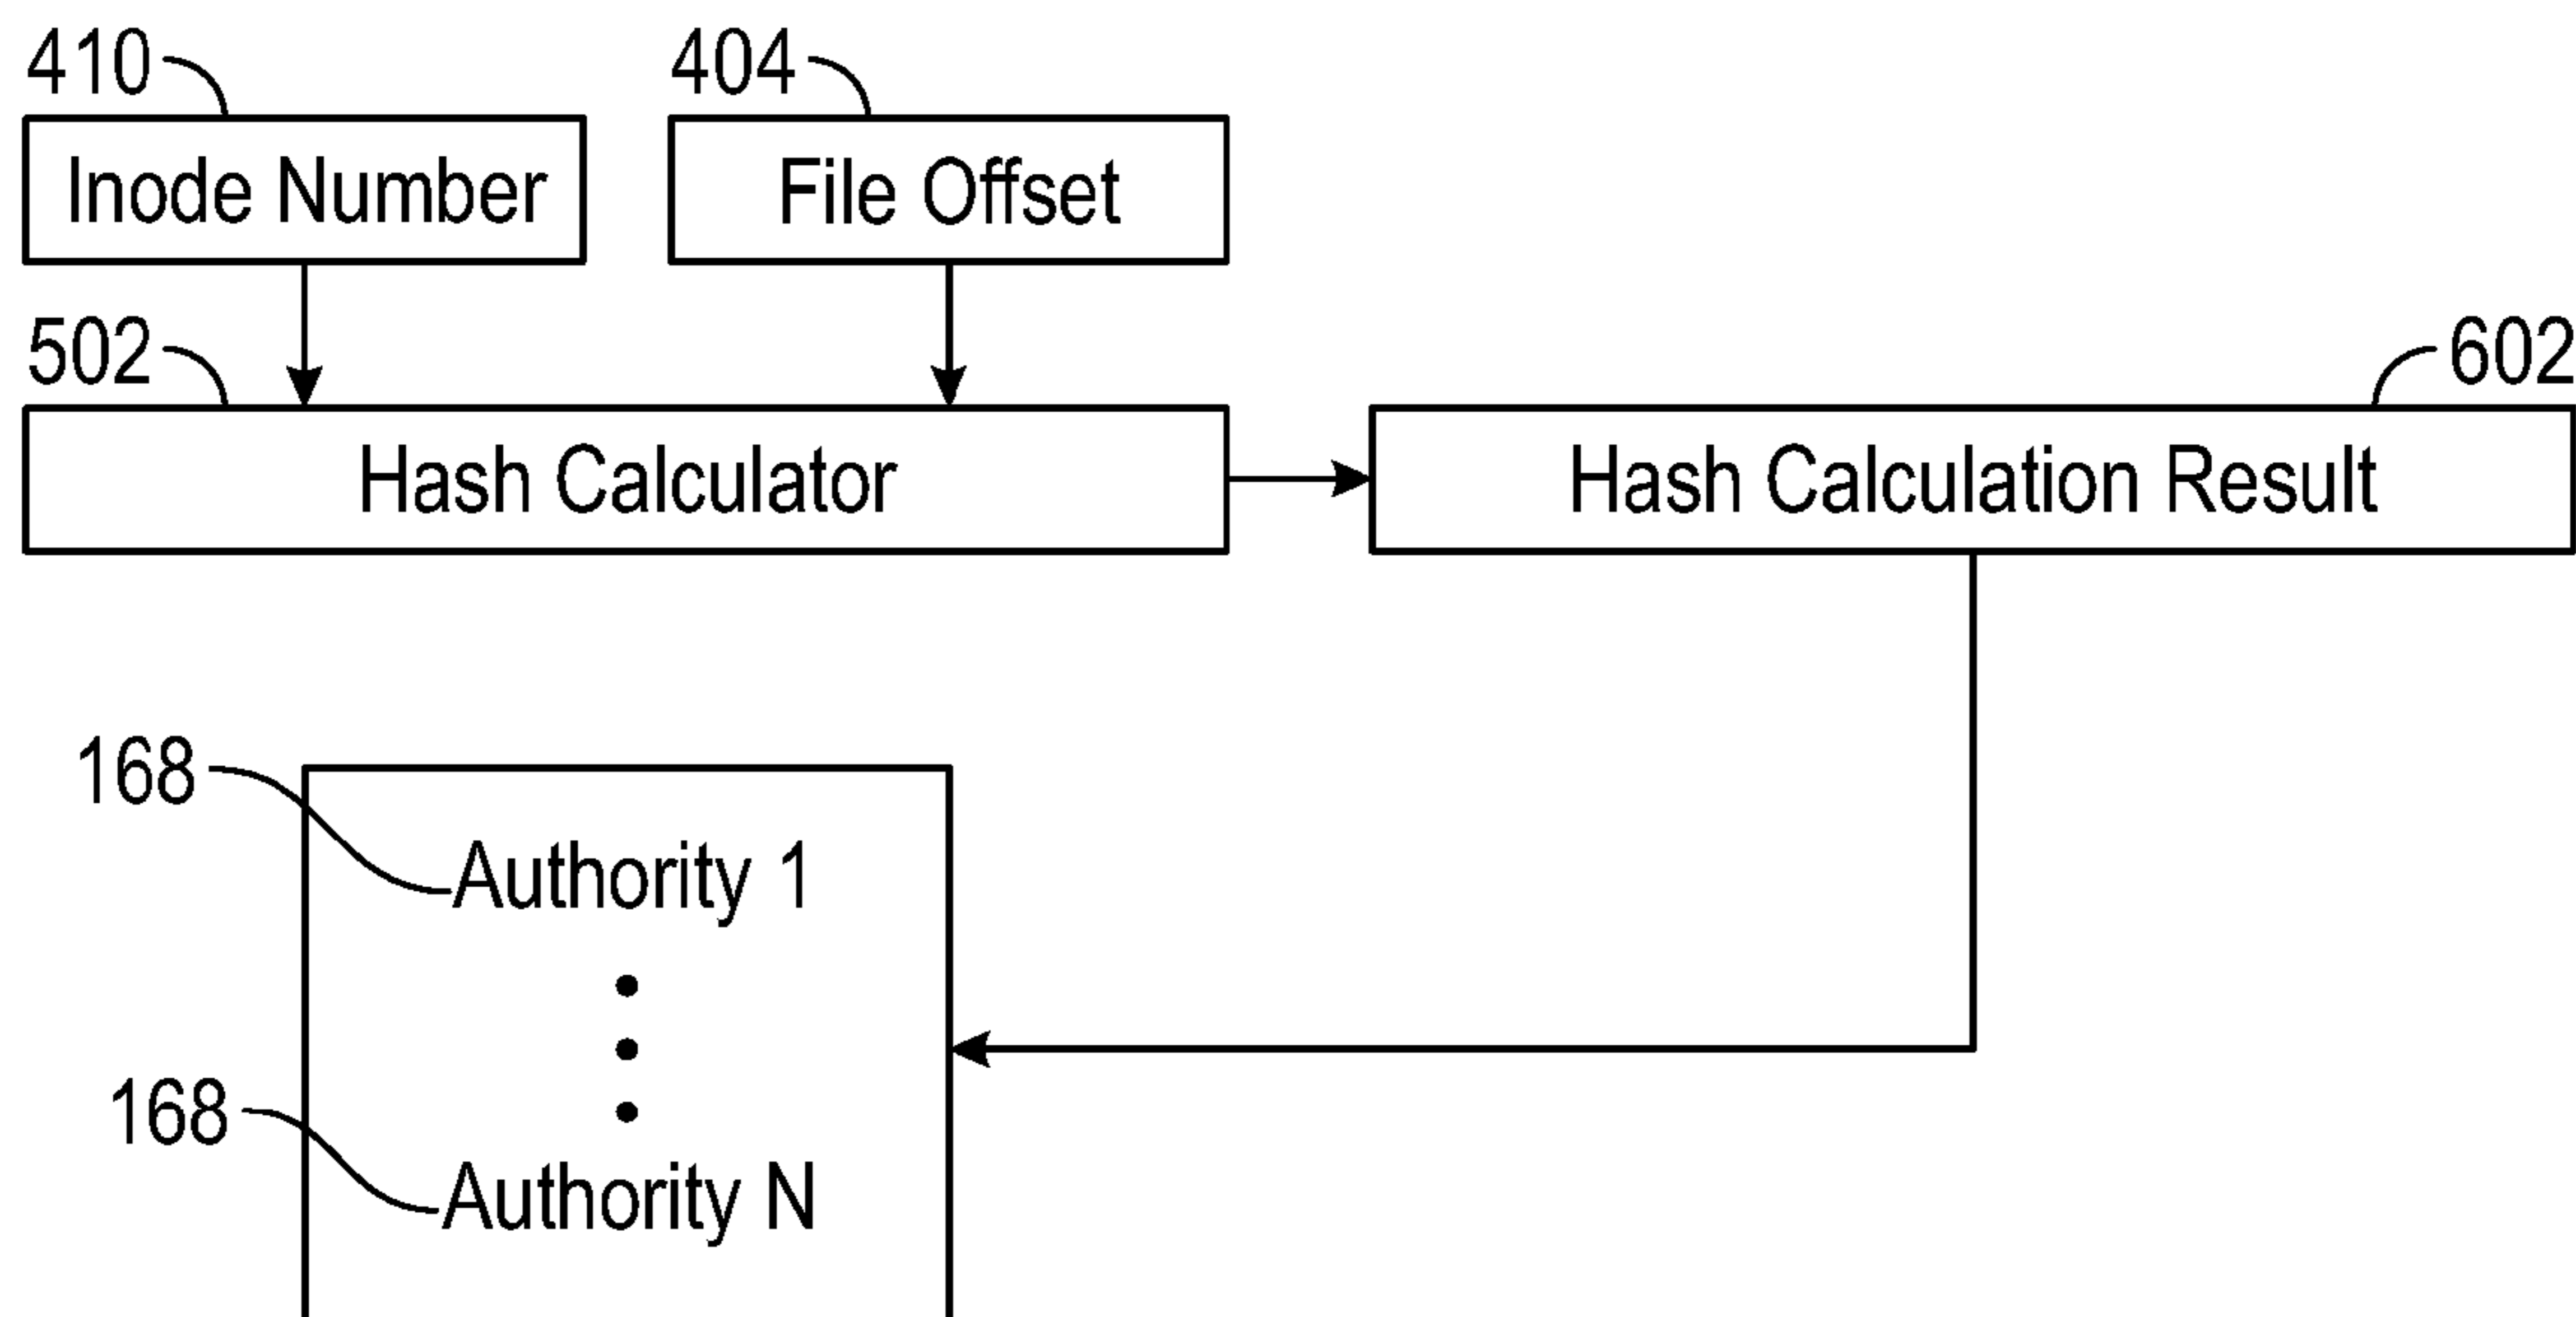 410
404
Inode Number
File Offset
502
602
Hash Calculator
Hash Calculation Result
168
Authority 1
168
Authority N